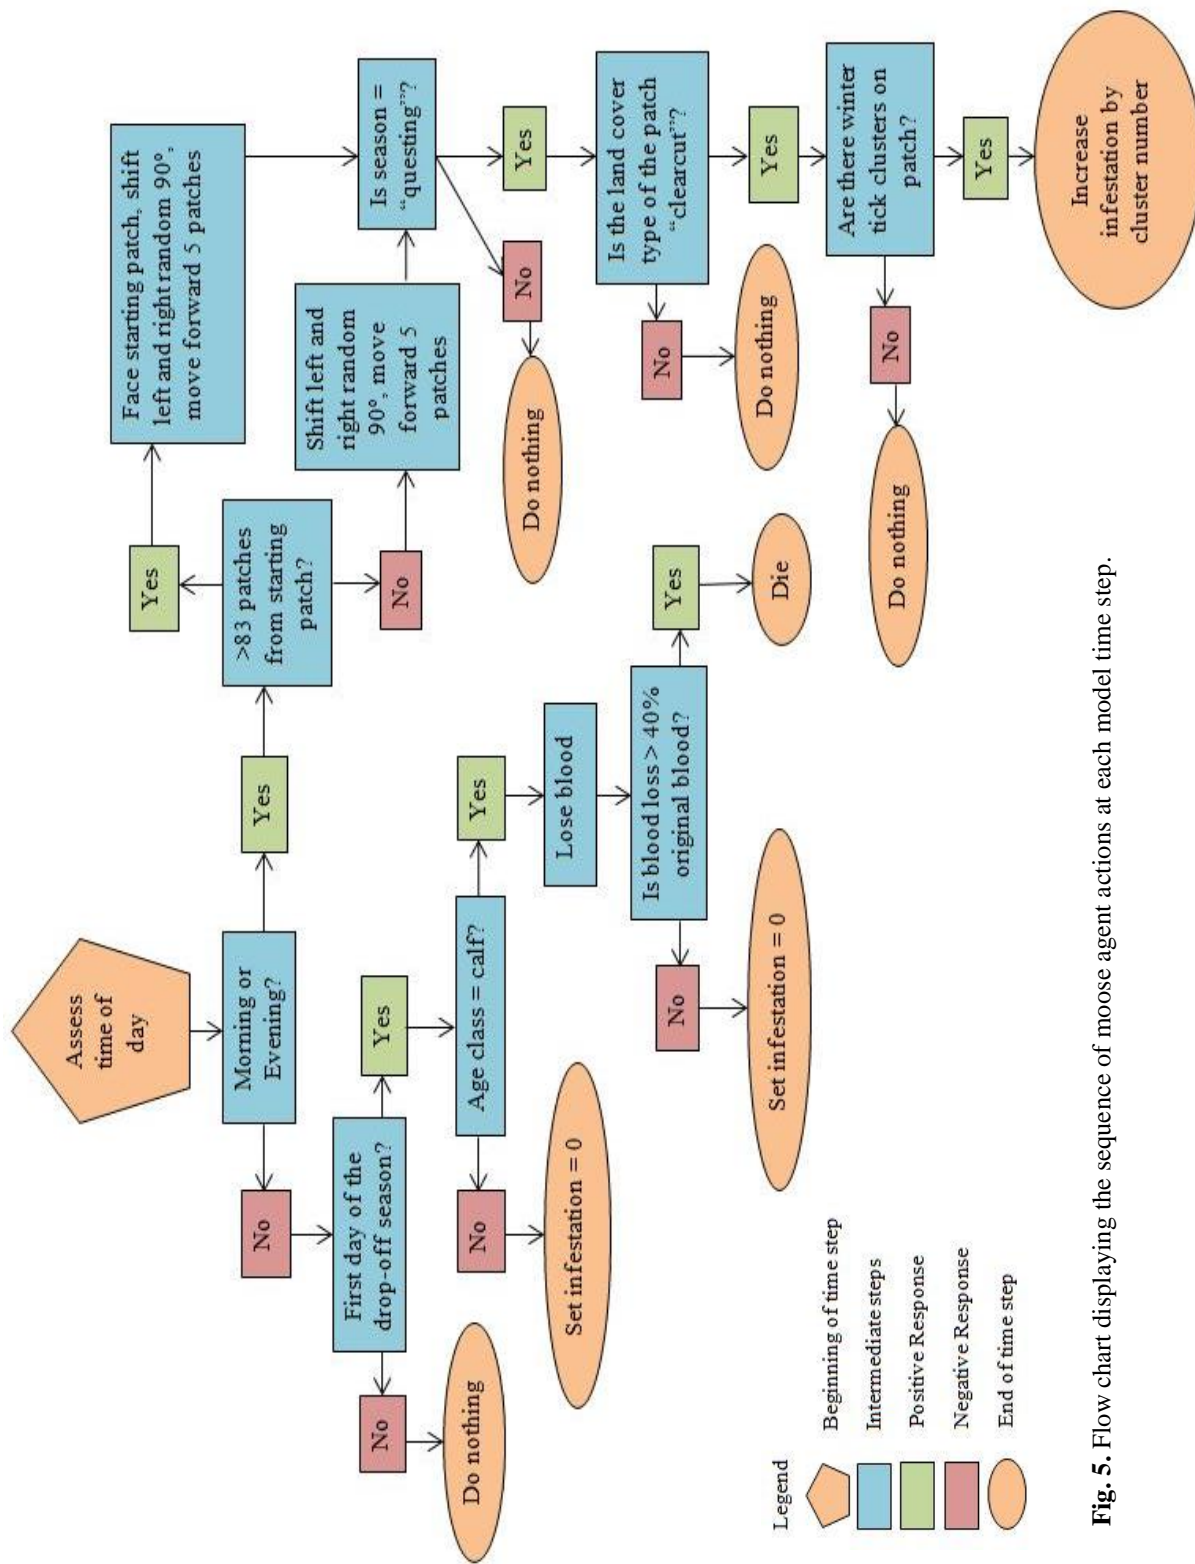 Assess
time of
day
Morning or
Evening?
Yes
No
>83 patches
from starting
patch?
Yes
No
Face starting patch, shift
left and right random 90°,
move forward 5 patches
Shift left and
right random
90°, move
forward 5
patches
Is season =
“questing”?
No
Do nothing
Yes
Is the land cover
type of the patch
“clearcut”?
No
Do nothing
Yes
Are there winter
tick clusters on
patch?
No
Do nothing
Yes
Increase
infestation by
cluster number
First day of the
drop-off season?
No
Do nothing
Yes
Age class = calf?
No
Set infestation = 0
Yes
Lose blood
Is blood loss > 40%
original blood?
No
Set infestation = 0
Yes
Die
Legend
Beginning of time step
Intermediate steps
Positive Response
Negative Response
End of time step
Fig. 5. Flow chart displaying the sequence of moose agent actions at each model time step.